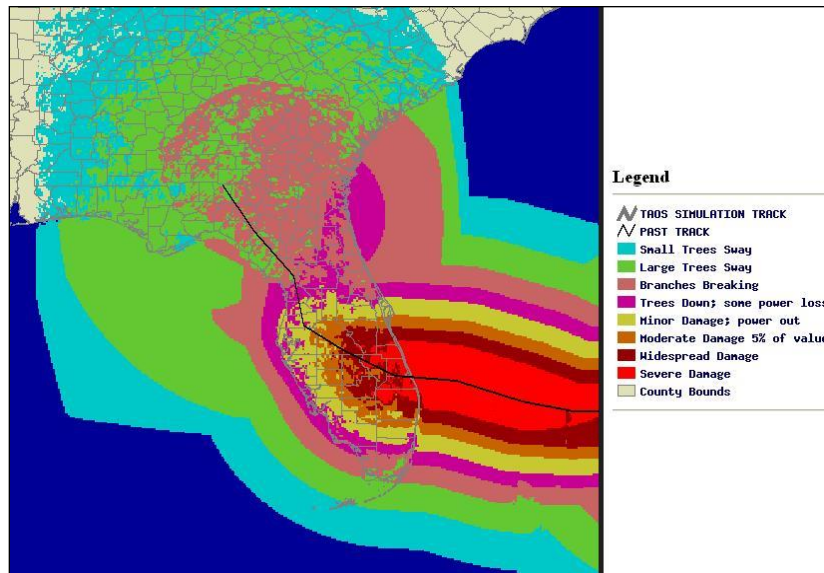 Legend
TAOS SIMULATION TRACK
PAST TRACK
Small Trees Sway
Large Trees Sway
Branches Breaking
Trees Down; some power loss
Minor Damage; power out
Moderate Damage 5% of value
Widespread Damage
Severe Damage
County Bounds